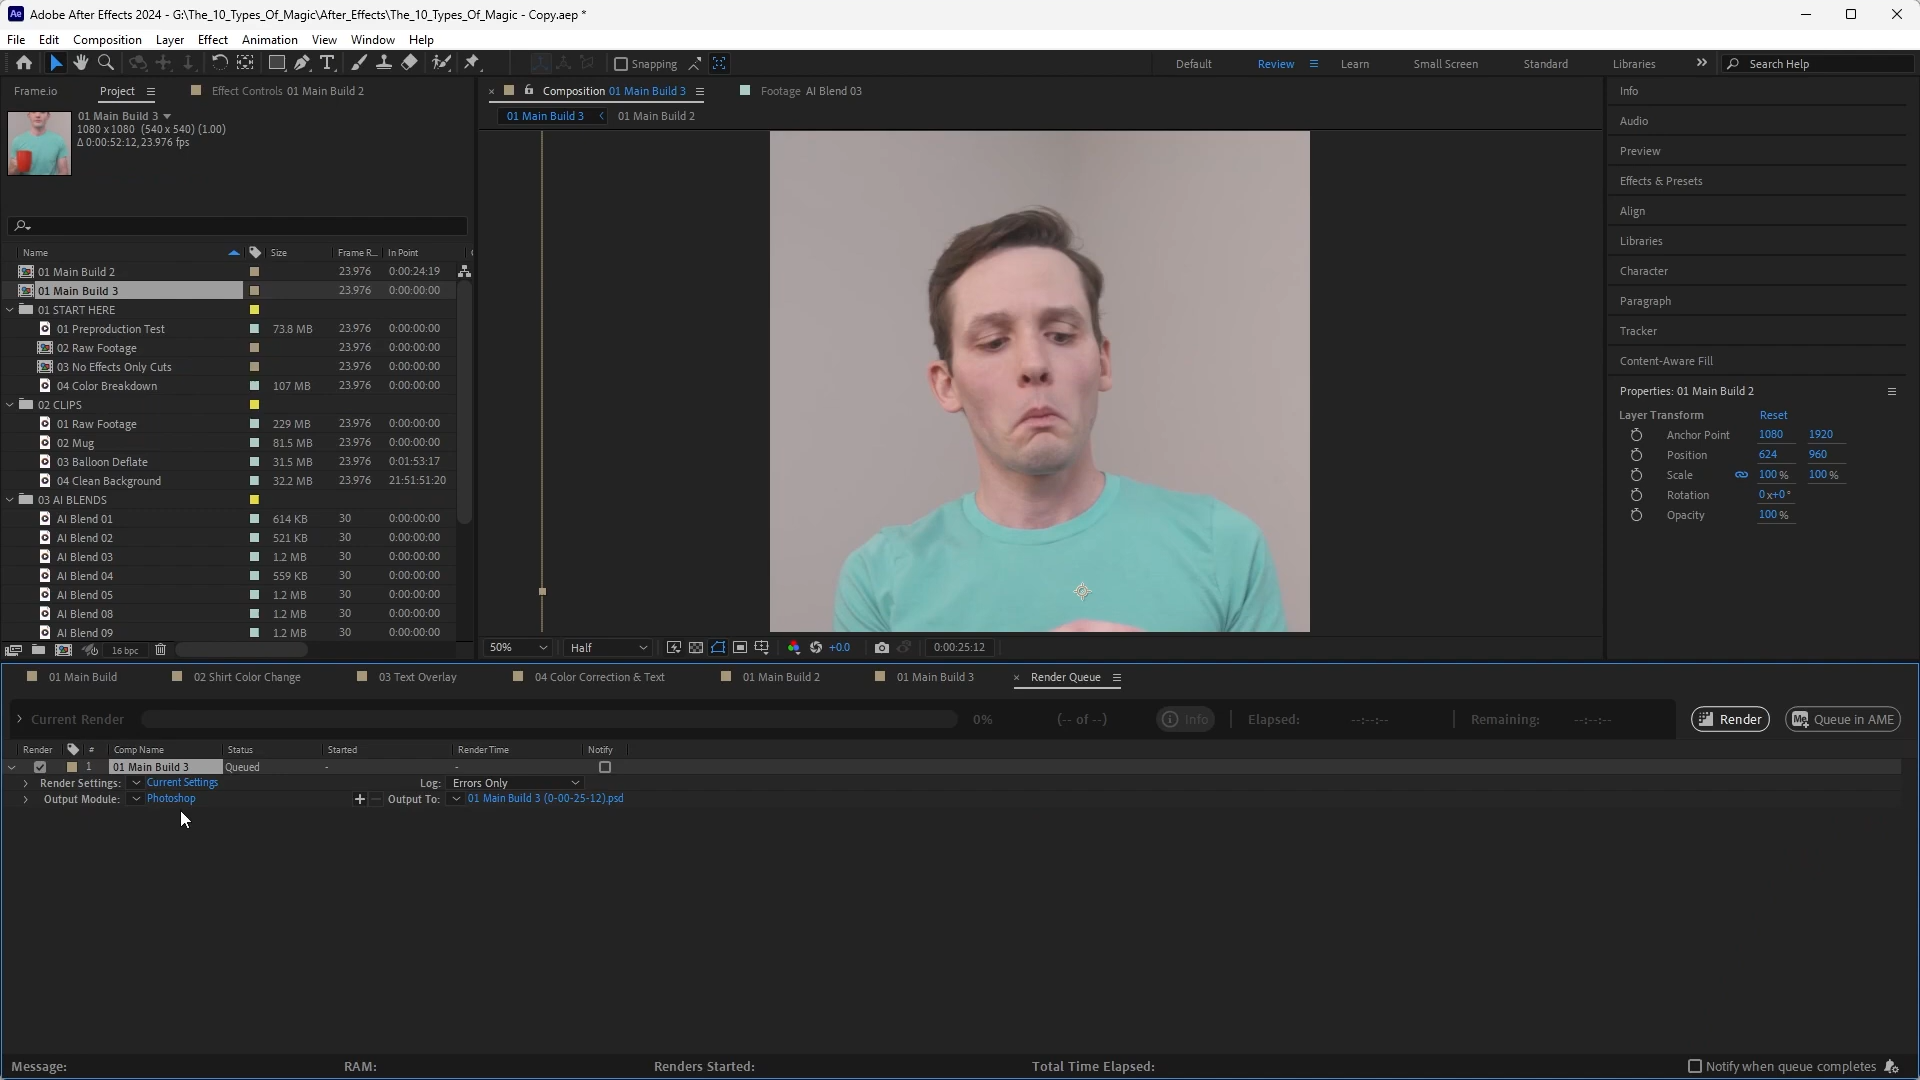 Adobe After Effects 2024 - G:\The_10_Types_Of_Magic\After_Effects\The_10_Types_Of_Magic - Copy.aep *
File Edit Composition Layer Effect Animation View Window Help
Snapping Default Review Learn Small Screen Standard Libraries Search Help
Frame.io Project Effect Controls 01 Main Build 2
Composition 01 Main Build 3 Footage AI Blend 03
01 Main Build 3 01 Main Build 2
01 Main Build 3
1080 x 1080 (540 x 540) (1.00)
Δ 0:00:52:12, 23.976 fps
Name Size Frame R... In Point
01 Main Build 2 23.976 0:00:24:19
01 Main Build 3 23.976 0:00:00:00
01 START HERE
01 Preproduction Test 73.8 MB 23.976 0:00:00:00
02 Raw Footage 23.976 0:00:00:00
03 No Effects Only Cuts 23.976 0:00:00:00
04 Color Breakdown 107 MB 23.976 0:00:00:00
02 CLIPS
01 Raw Footage 229 MB 23.976 0:00:00:00
02 Mug 81.5 MB 23.976 0:00:00:00
03 Balloon Deflate 31.5 MB 23.976 0:01:53:17
04 Clean Background 32.2 MB 23.976 21:51:51:20
03 AI BLENDS
AI Blend 01 614 KB 30 0:00:00:00
AI Blend 02 521 KB 30 0:00:00:00
AI Blend 03 1.2 MB 30 0:00:00:00
AI Blend 04 559 KB 30 0:00:00:00
AI Blend 05 1.2 MB 30 0:00:00:00
AI Blend 08 1.2 MB 30 0:00:00:00
AI Blend 09 1.2 MB 30 0:00:00:00
16 bpc
50% Half +0.0 0:00:25:12
Info
Audio
Preview
Effects & Presets
Align
Libraries
Character
Paragraph
Tracker
Content-Aware Fill
Properties: 01 Main Build 2
Layer Transform Reset
Anchor Point 1080 1920
Position 624 960
Scale 100 % 100 %
Rotation 0 x+0 °
Opacity 100 %
01 Main Build 02 Shirt Color Change 03 Text Overlay 04 Color Correction & Text 01 Main Build 2 01 Main Build 3 × Render Queue
Current Render 0% (-- of --) Info Elapsed: --:--:-- Remaining: --:--:-- Render Me Queue in AME
Render # Comp Name Status Started Render Time Notify
1 01 Main Build 3 Queued - -
Render Settings: Current Settings Log: Errors Only
Output Module: Photoshop Output To: 01 Main Build 3 (0-00-25-12).psd
Message: RAM: Renders Started: Total Time Elapsed: Notify when queue completes